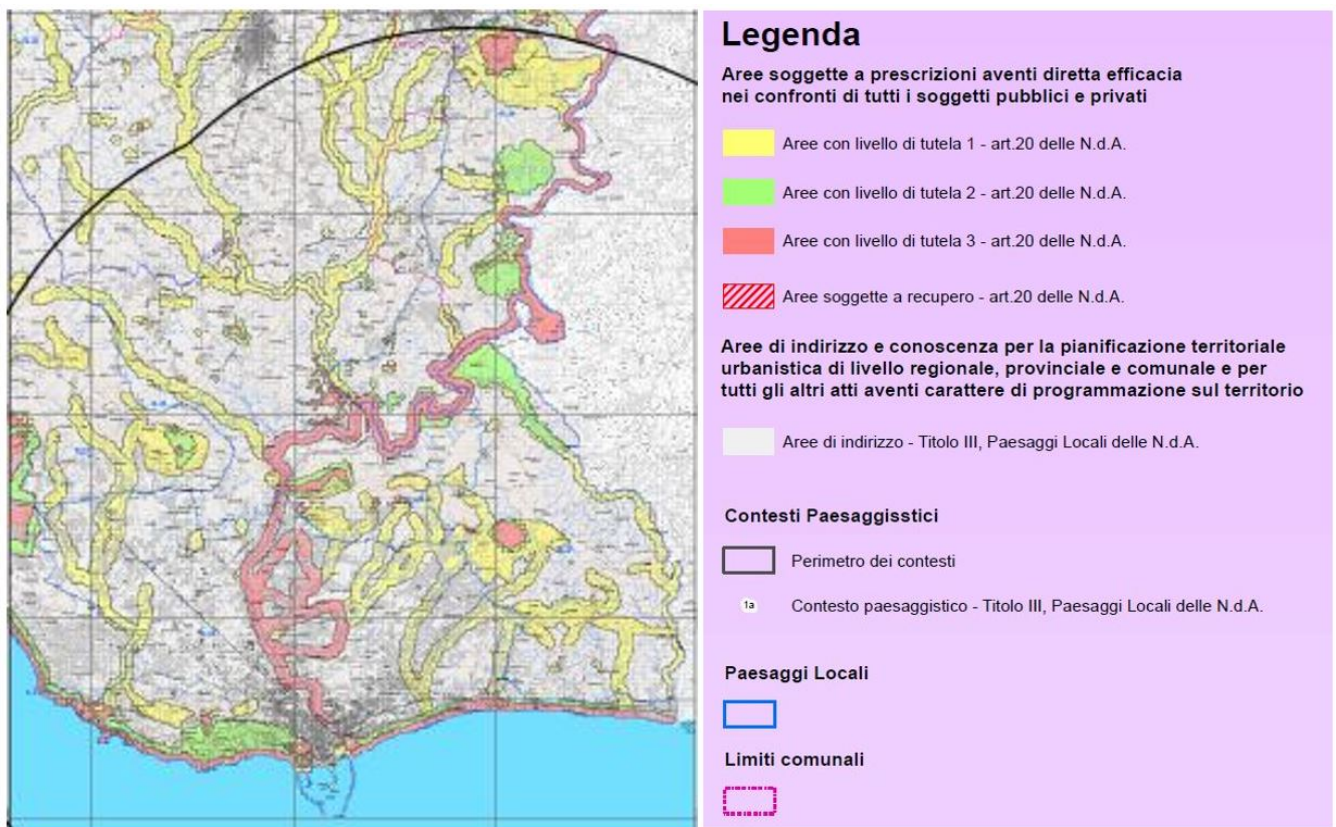 Legenda
Aree soggette a prescrizioni aventi diretta efficacia
nei confronti di tutti i soggetti pubblici e privati
Aree con livello di tutela 1 - art.20 delle N.d.A.
Aree con livello di tutela 2 - art.20 delle N.d.A.
Aree con livello di tutela 3 - art.20 delle N.d.A.
Aree soggette a recupero - art.20 delle N.d.A.
Aree di indirizzo e conoscenza per la pianificazione territoriale
urbanistica di livello regionale, provinciale e comunale e per
tutti gli altri atti aventi carattere di programmazione sul territorio
Aree di indirizzo - Titolo III, Paesaggi Locali delle N.d.A.
Contesti Paesaggisstici
Perimetro dei contesti
1a Contesto paesaggistico - Titolo III, Paesaggi Locali delle N.d.A.
Paesaggi Locali
Limiti comunali